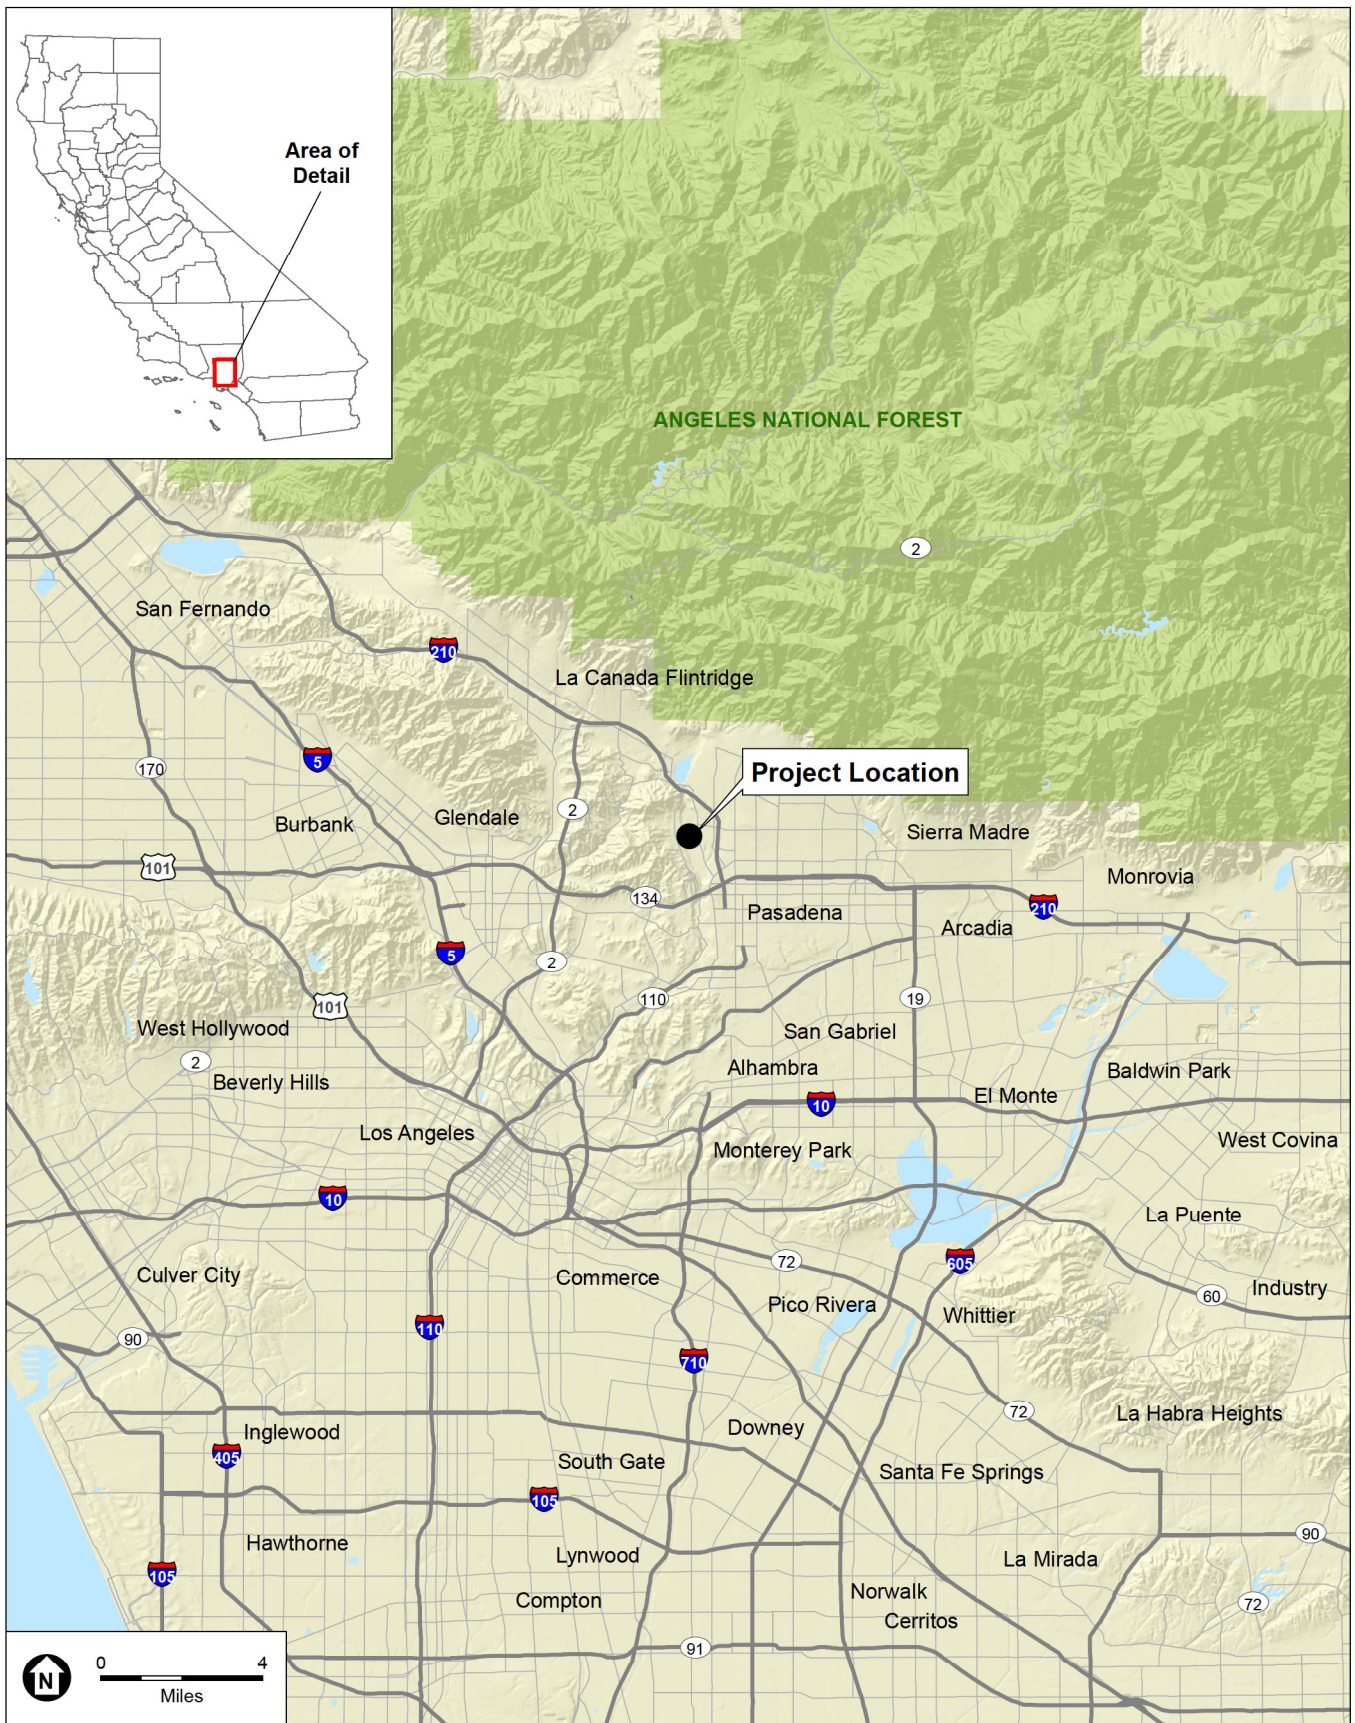 Area of
Detail
ANGELES NATIONAL FOREST
2
San Fernando
210
La Canada Flintridge
5
170
Project Location
2
Glendale
Burbank
Sierra Madre
101
Monrovia
134
210
Pasadena
Arcadia
5
2
110
19
101
West Hollywood
San Gabriel
2
Alhambra
Baldwin Park
Beverly Hills
El Monte
10
Los Angeles
West Covina
Monterey Park
10
La Puente
72
605
Culver City
Commerce
Industry
60
Pico Rivera
Whittier
110
90
710
72
La Habra Heights
Downey
Inglewood
405
South Gate
Santa Fe Springs
105
90
Hawthorne
Lynwood
La Mirada
105
Norwalk
Compton
72
Cerritos
91
N
0 4
Miles